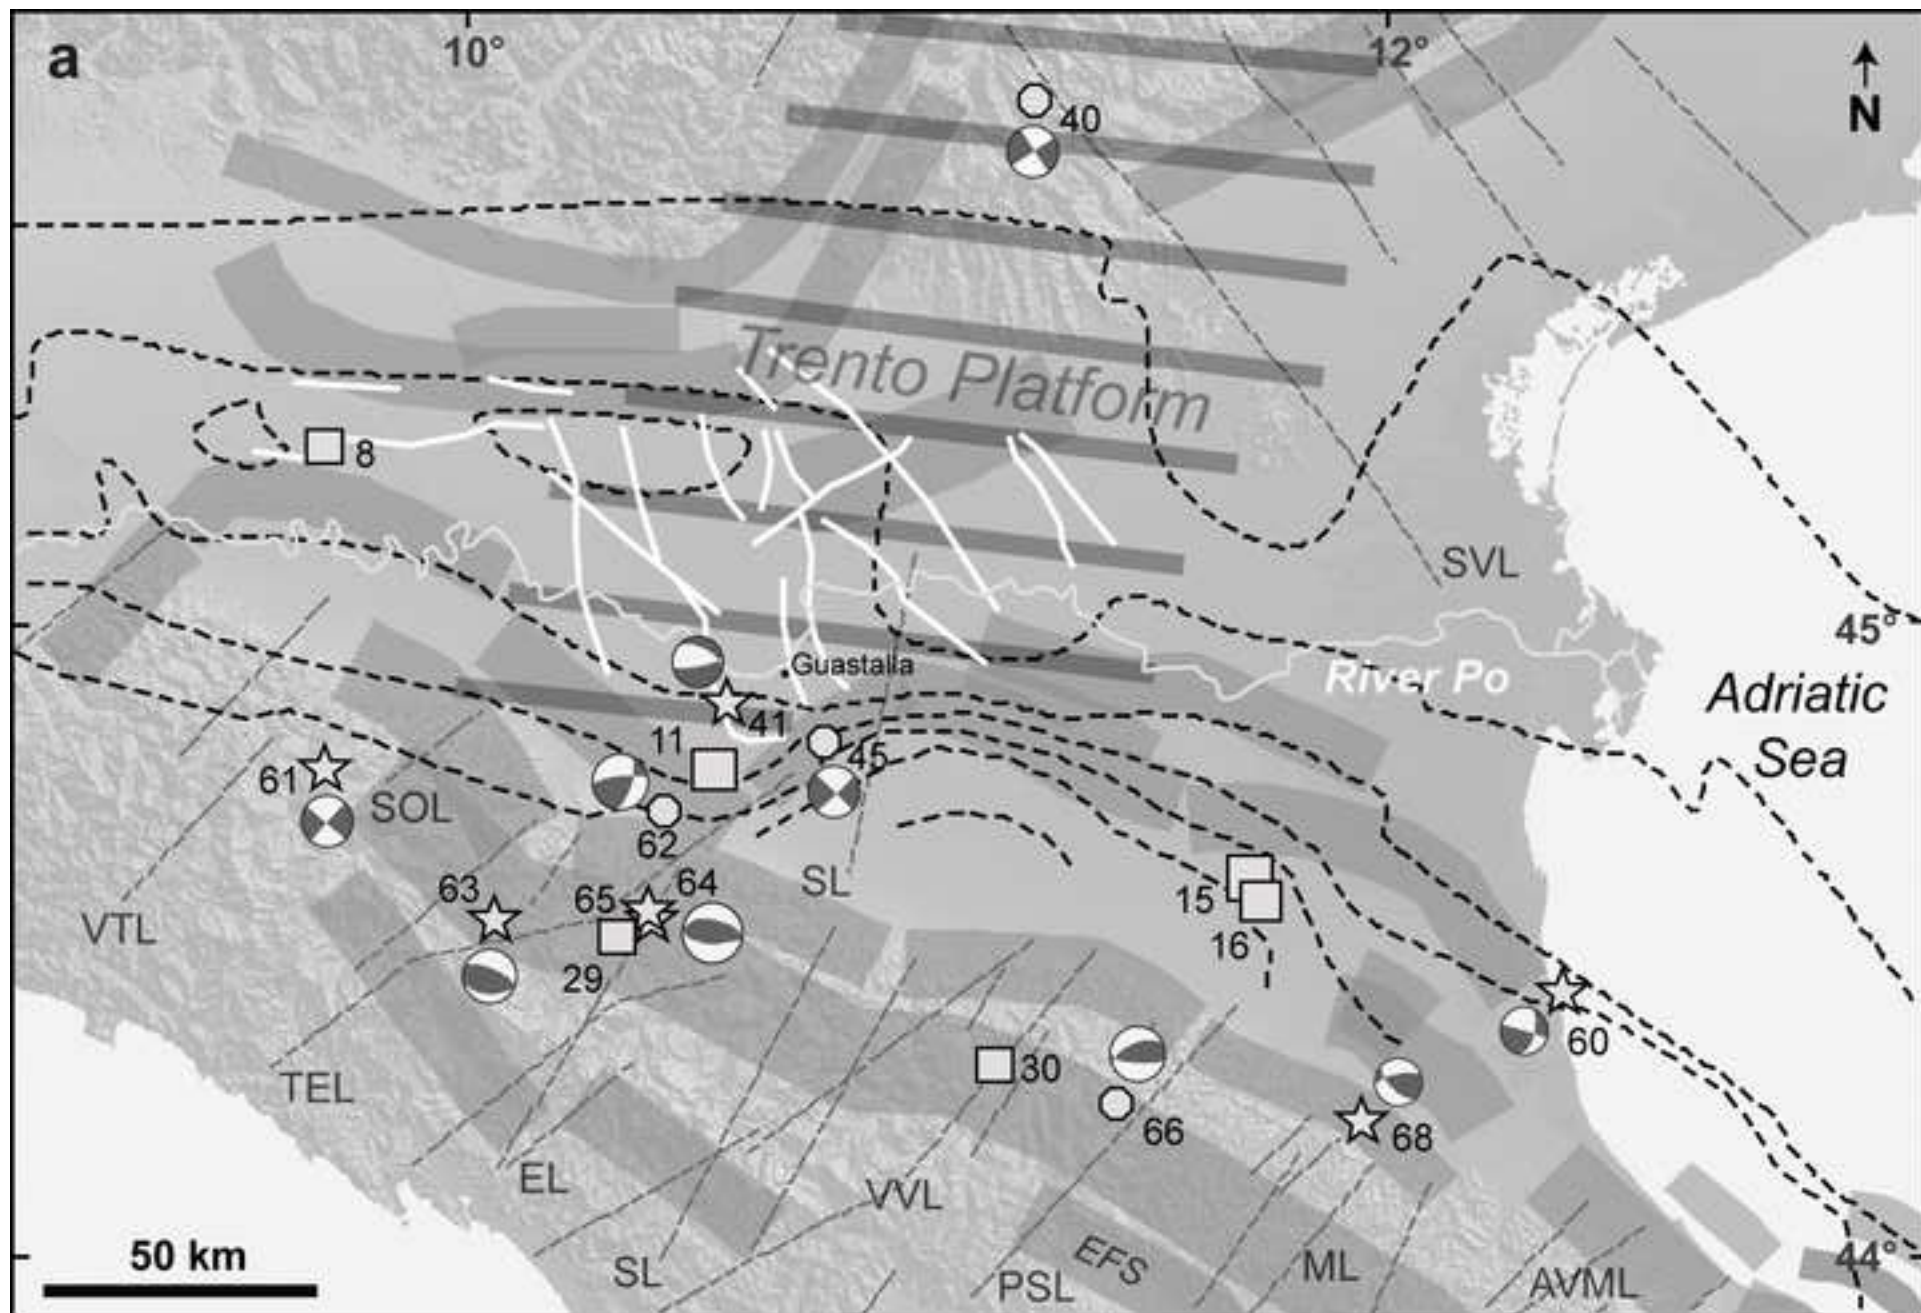 a
10°
12°
N
40
Trento Platform
8
SVL
45°
Guastalla
River Po
Adriatic
Sea
41
11
45
61
SOL
62
63
65
64
SL
15
VTL
16
29
60
30
TEL
66
68
EL
VVL
50 km
SL
PSL
EFS
ML
AVML
44°